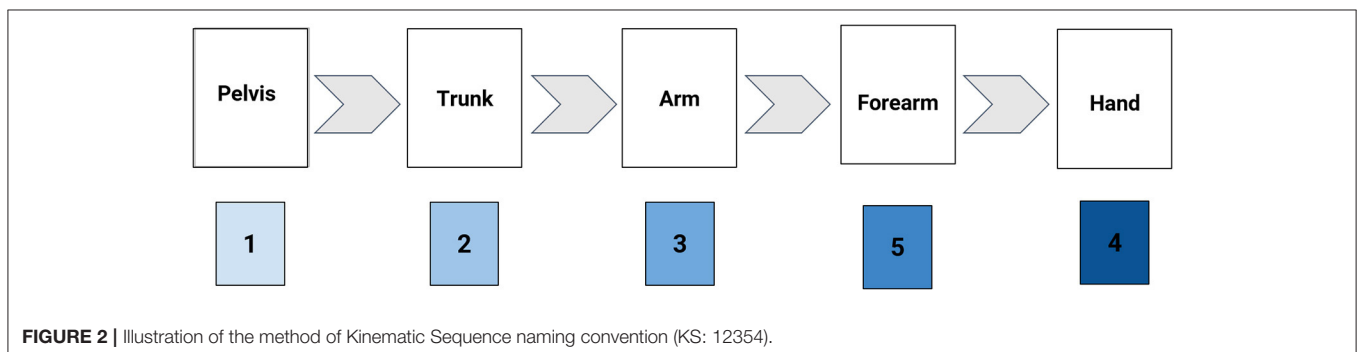 Pelvis Trunk Arm Forearm Hand
1 2 3 5 4
FIGURE 2 | Illustration of the method of Kinematic Sequence naming convention (KS: 12354).